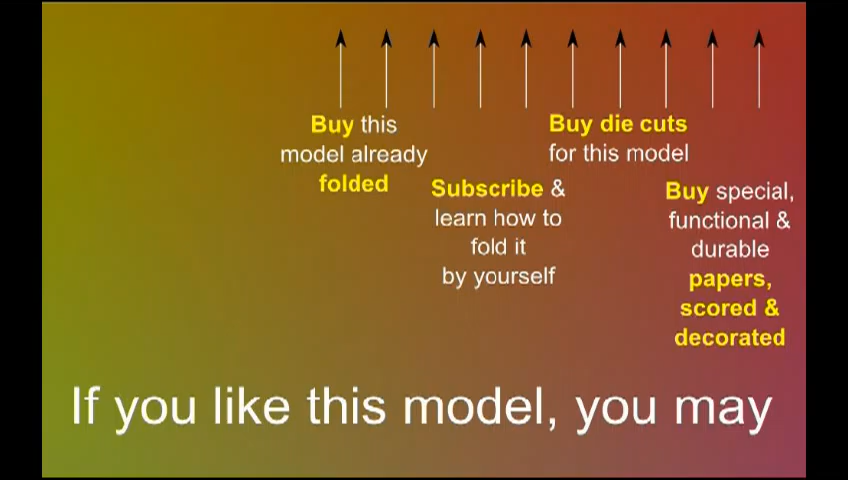 Buy this
model already
folded
Subscribe &
learn how to
fold it
by yourself
Buy die cuts
for this model
Buy special,
functional &
durable
papers,
scored &
decorated
If you like this model, you may